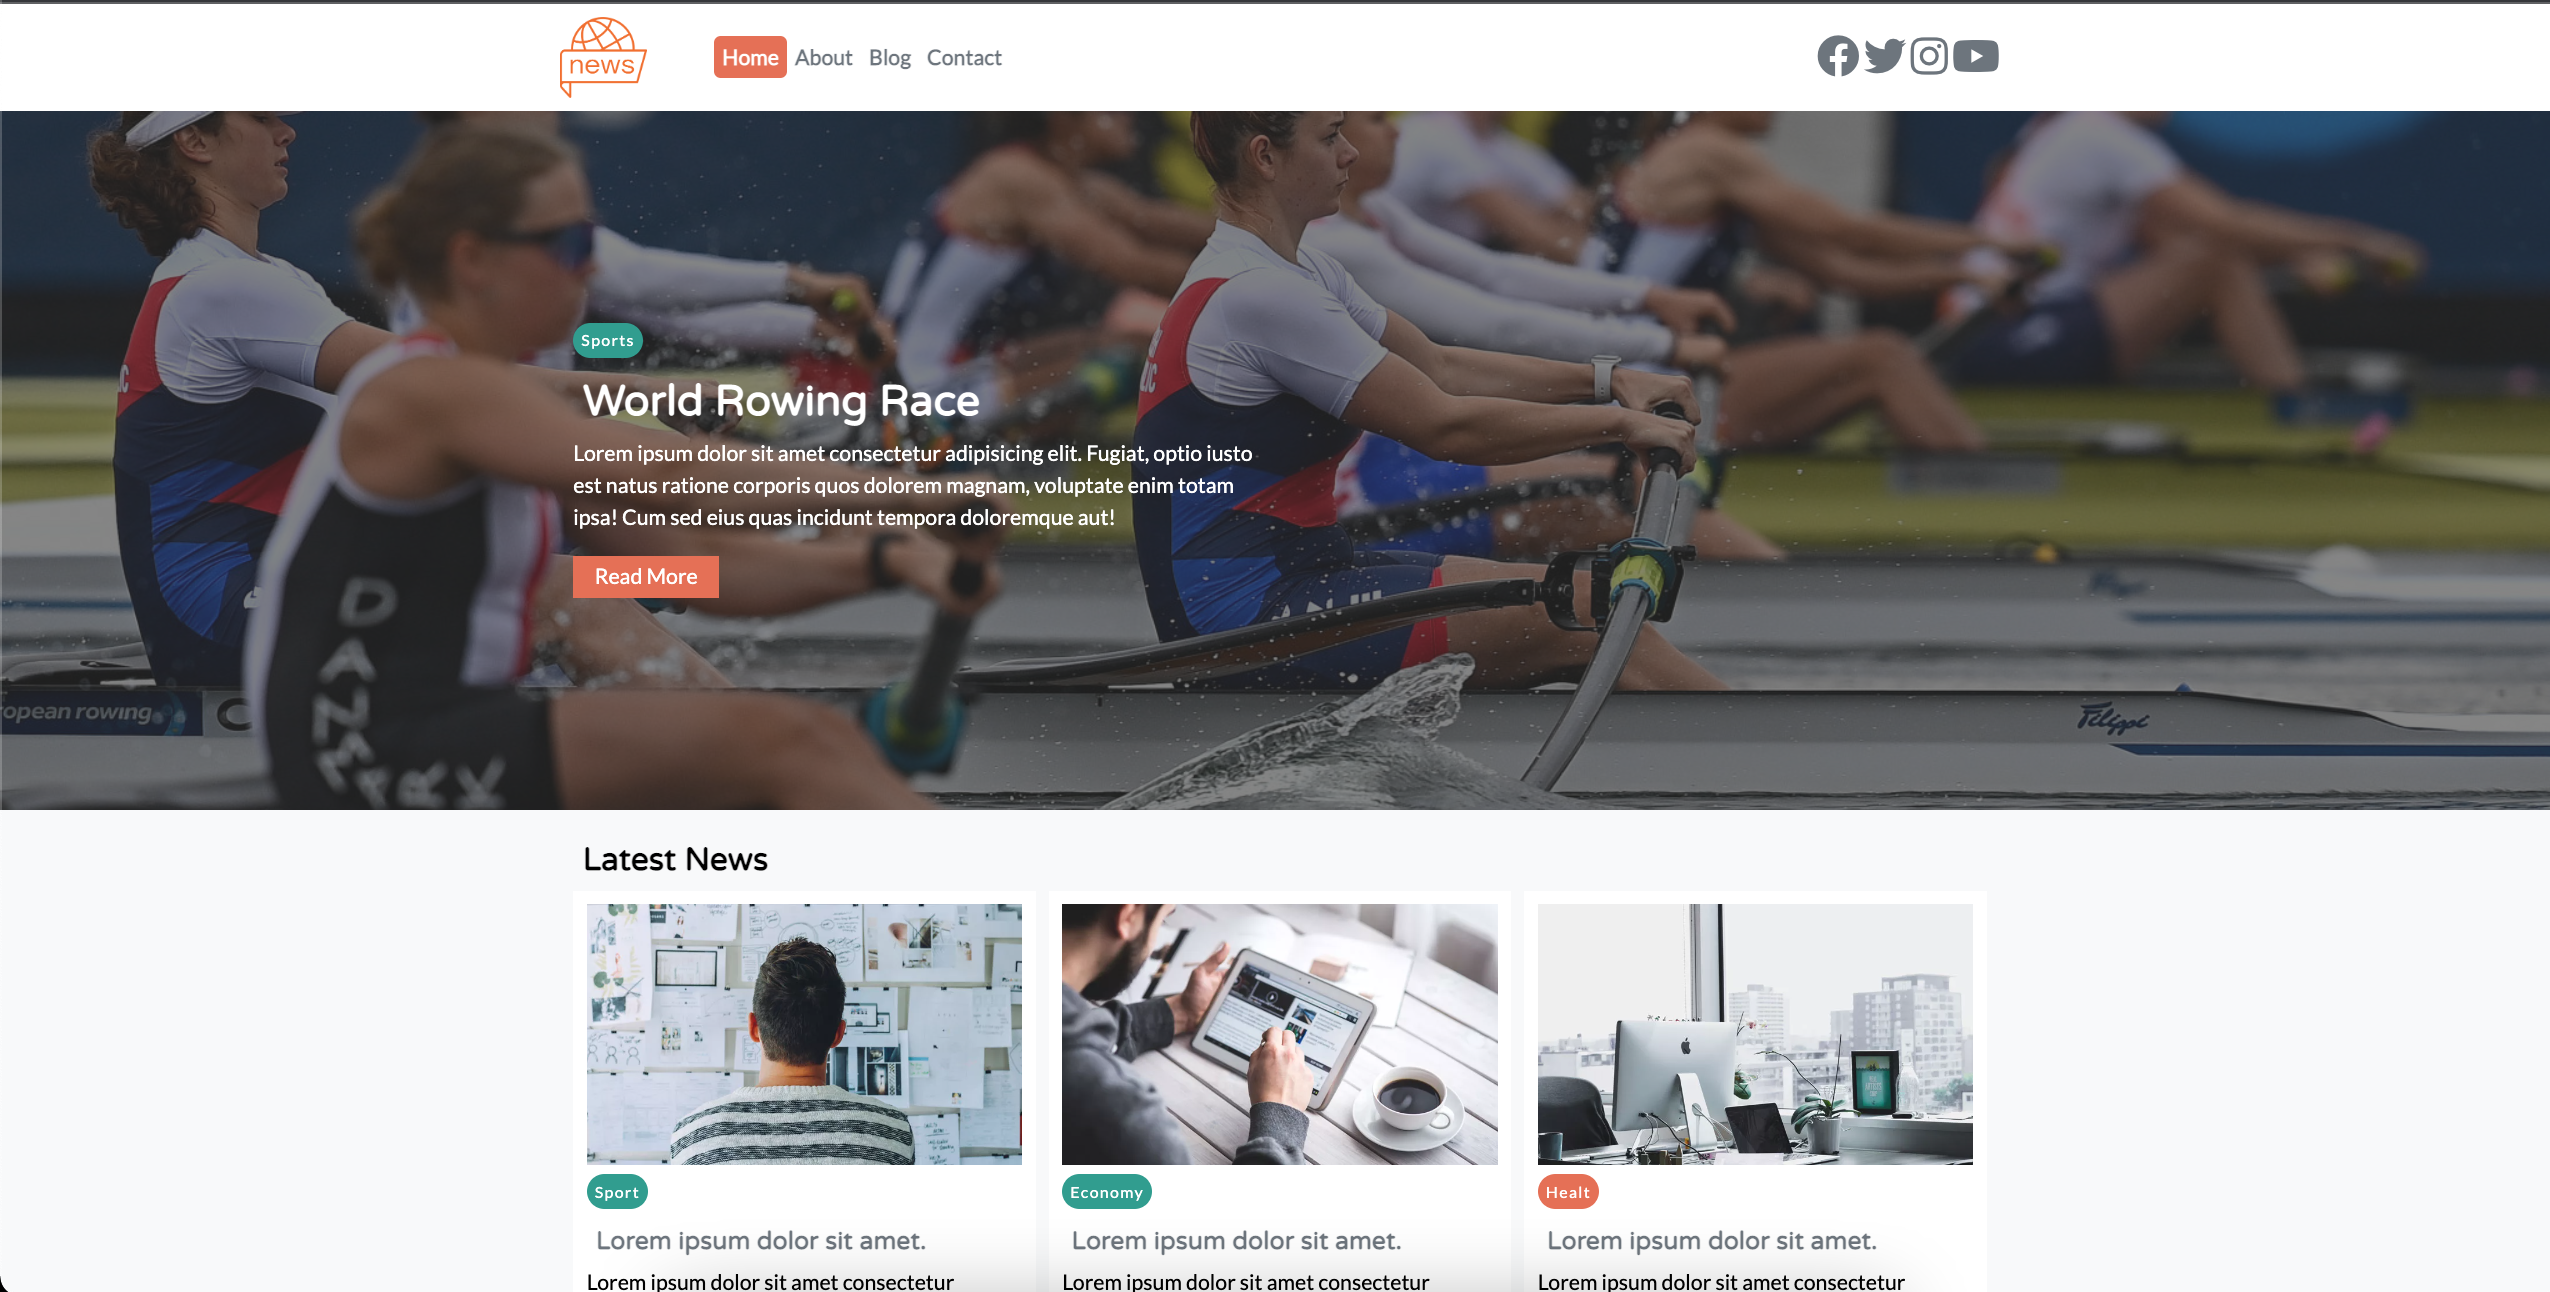 news
Home About Blog Contact
Sports
World Rowing Race
Lorem ipsum dolor sit amet consectetur adipisicing elit. Fugiat, optio iusto
est natus ratione corporis quos dolorem magnam, voluptate enim totam
ipsa! Cum sed eius quas incidunt tempora doloremque aut!
Read More
DANMARK
opean rowing
Filippi
Latest News
Sport
Economy
Healt
Lorem ipsum dolor sit amet.
Lorem ipsum dolor sit amet.
Lorem ipsum dolor sit amet.
Lorem ipsum dolor sit amet consectetur
Lorem ipsum dolor sit amet consectetur
Lorem ipsum dolor sit amet consectetur